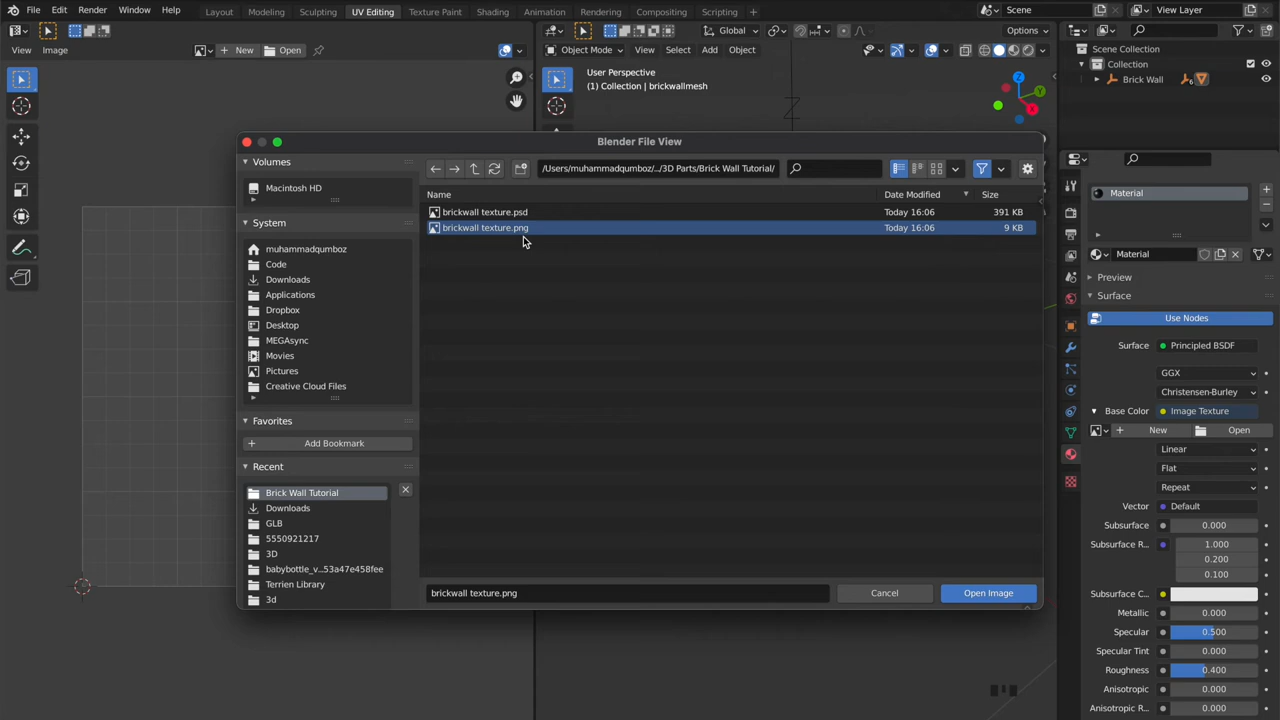 File Edit Render Window Help Layout Modeling Sculpting UV Editing Texture Paint Shading Animation Rendering Compositing Scripting Scene View Layer
Global Options
View Image New Open Object Mode View Select Add Object
Scene Collection
Collection
Brick Wall 6
User Perspective
(1) Collection | brickwallmesh
Z Y X
Blender File View
Volumes
Macintosh HD
System
muhammadqumboz
Code
Downloads
Applications
Dropbox
Desktop
MEGAsync
Movies
Pictures
Creative Cloud Files
Favorites
Add Bookmark
Recent
Brick Wall Tutorial
Downloads
GLB
5550921217
3D
babybottle_v...53a47e458fee
Terrien Library
3d
/Users/muhammadqumboz/.../3D Parts/Brick Wall Tutorial/
Name Date Modified Size
brickwall texture.psd Today 16:06 391 KB
brickwall texture.png Today 16:06 9 KB
brickwall texture.png Cancel Open Image
Material
Material
Preview
Surface
Use Nodes
Surface Principled BSDF
GGX
Christensen-Burley
Base Color Image Texture
New Open
Linear
Flat
Repeat
Vector Default
Subsurface 0.000
Subsurface R... 1.000
0.200
0.100
Subsurface C...
Metallic 0.000
Specular 0.500
Specular Tint 0.000
Roughness 0.400
Anisotropic 0.000
Anisotropic R... 0.000